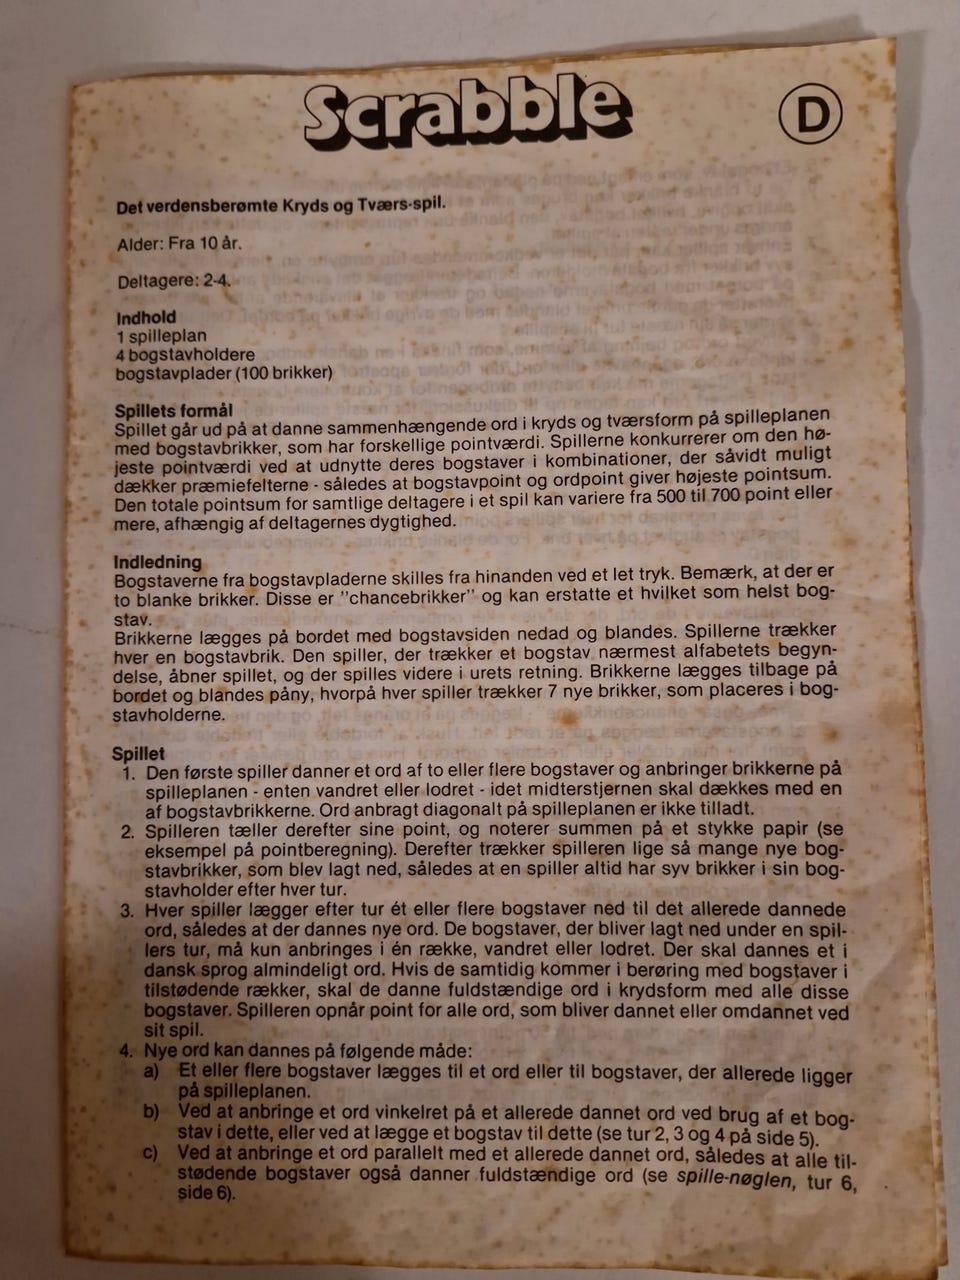 Scrabble
D
Det verdensberømte Kryds og Tværs-spil.
Alder: Fra 10 år.
Deltagere: 2-4.
Indhold
1 spilleplan
4 bogstavholdere
bogstavplader (100 brikker)
Spillets formål
Spillet går ud på at danne sammenhængende ord i kryds og tværsform på spilleplanen
med bogstavbrikker, som har forskellige pointværdi. Spillerne konkurrerer om den hø-
jeste pointværdi ved at udnytte deres bogstaver i kombinationer, der såvidt muligt
dækker præmiefelterne - således at bogstavpoint og ordpoint giver højeste pointsum.
Den totale pointsum for samtlige deltagere i et spil kan variere fra 500 til 700 point eller
mere, afhængig af deltagernes dygtighed.
Indledning
Bogstaverne fra bogstavpladerne skilles fra hinanden ved et let tryk. Bemærk, at der er
to blanke brikker. Disse er "chancebrikker" og kan erstatte et hvilket som helst bog-
stav.
Brikkerne lægges på bordet med bogstavsiden nedad og blandes. Spillerne trækker
hver en bogstavbrik. Den spiller, der trækker et bogstav nærmest alfabetets begyn-
delse, åbner spillet, og der spilles videre i urets retning. Brikkerne lægges tilbage på
bordet og blandes påny, hvorpå hver spiller trækker 7 nye brikker, som placeres i bog-
stavholderne.
Spillet
1. Den første spiller danner et ord af to eller flere bogstaver og anbringer brikkerne på
spilleplanen - enten vandret eller lodret - idet midterstjernen skal dækkes med en
af bogstavbrikkerne. Ord anbragt diagonalt på spilleplanen er ikke tilladt.
2. Spilleren tæller derefter sine point, og noterer summen på et stykke papir (se
eksempel på pointberegning). Derefter trækker spilleren lige så mange nye bog-
stavbrikker, som blev lagt ned, således at en spiller altid har syv brikker i sin bog-
stavholder efter hver tur.
3. Hver spiller lægger efter tur ét eller flere bogstaver ned til det allerede dannede
ord, således at der dannes nye ord. De bogstaver, der bliver lagt ned under en spil-
lers tur, må kun anbringes i én række, vandret eller lodret. Der skal dannes et i
dansk sprog almindeligt ord. Hvis de samtidig kommer i berøring med bogstaver i
tilstødende rækker, skal de danne fuldstændige ord i krydsform med alle disse
bogstaver. Spilleren opnår point for alle ord, som bliver dannet eller omdannet ved
sit spil.
4. Nye ord kan dannes på følgende måde:
a) Et eller flere bogstaver lægges til et ord eller til bogstaver, der allerede ligger
på spilleplanen.
b) Ved at anbringe et ord vinkelret på et allerede dannet ord ved brug af et bog-
stav i dette, eller ved at lægge et bogstav til dette (se tur 2, 3 og 4 på side 5).
c) Ved at anbringe et ord parallelt med et allerede dannet ord, således at alle til-
stødende bogstaver også danner fuldstændige ord (se spille-nøglen, tur 6,
side 6).